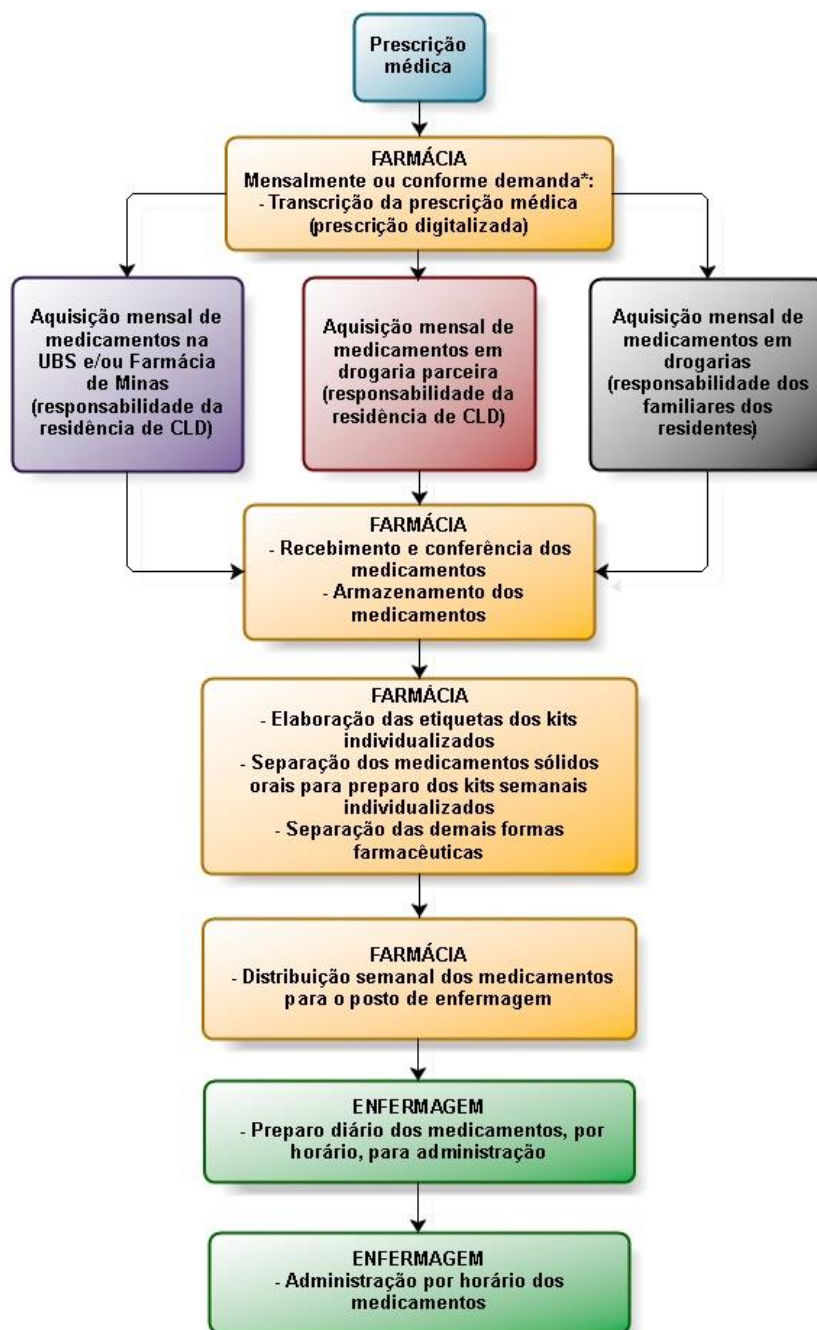 Prescrição
médica
FARMÁCIA
Mensalmente ou conforme demanda*:
- Transcrição da prescrição médica
(prescrição digitalizada)
Aquisição mensal de
medicamentos na
UBS e/ou Farmácia
de Minas
(responsabilidade da
residência de CLD)
Aquisição mensal de
medicamentos em
drogaria parceira
(responsabilidade da
residência de CLD)
Aquisição mensal de
medicamentos em
drogarias
(responsabilidade dos
familiares dos
residentes)
FARMÁCIA
- Recebimento e conferência dos
medicamentos
- Armazenamento dos
medicamentos
FARMÁCIA
- Elaboração das etiquetas dos kits
individualizados
- Separação dos medicamentos sólidos
orais para preparo dos kits semanais
individualizados
- Separação das demais formas
farmacêuticas
FARMÁCIA
- Distribuição semanal dos medicamentos
para o posto de enfermagem
ENFERMAGEM
- Preparo diário dos medicamentos, por
horário, para administração
ENFERMAGEM
- Administração por horário dos
medicamentos